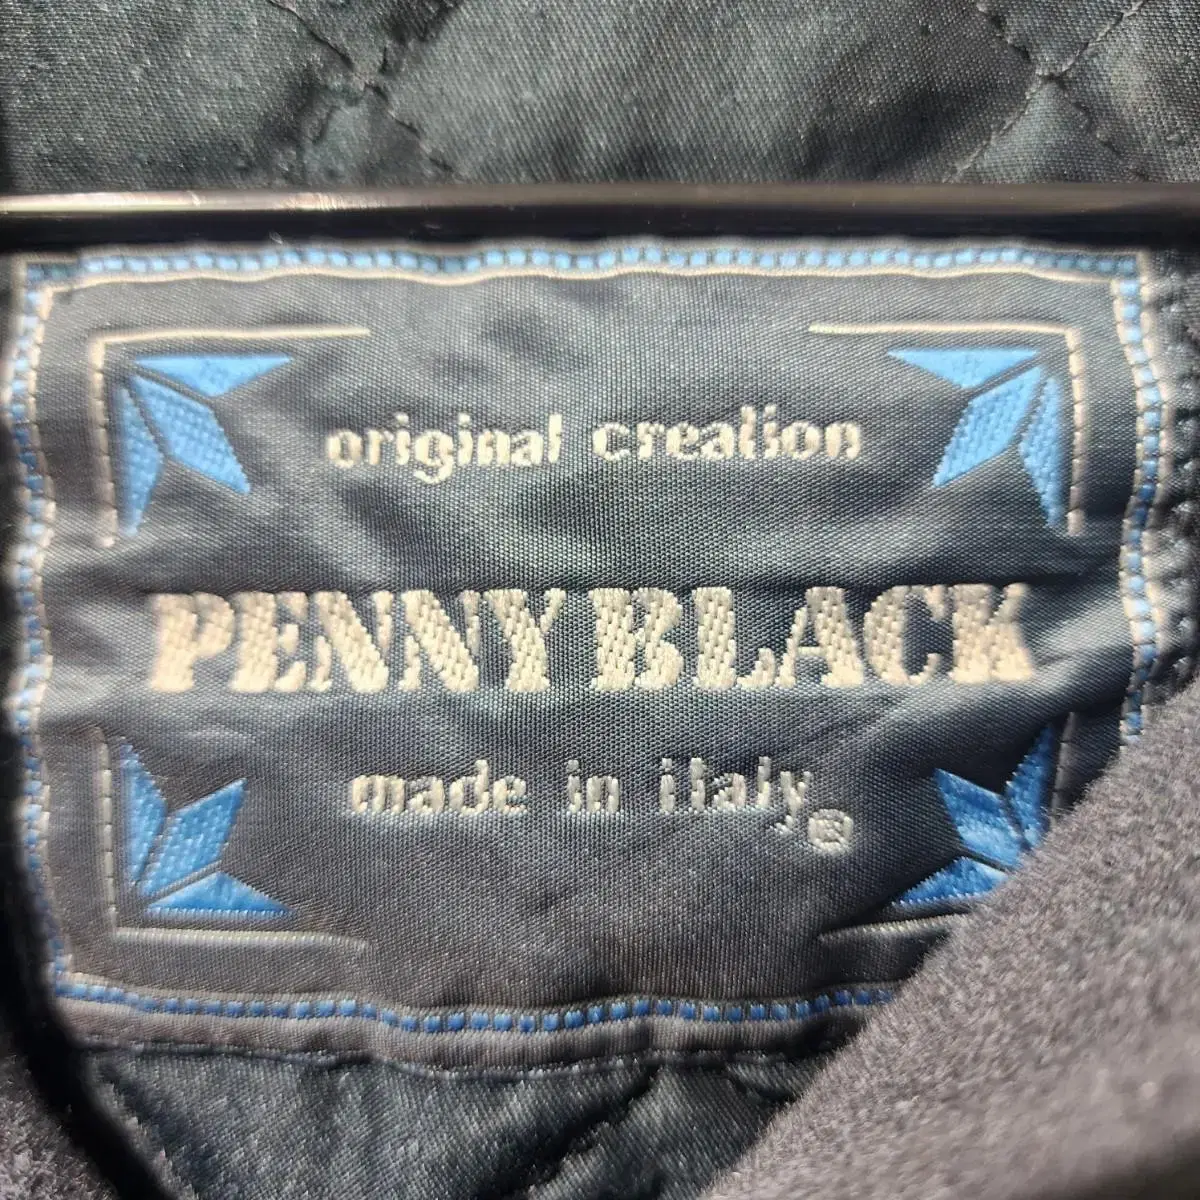 original creation
PENNY BLACK
made in italy®